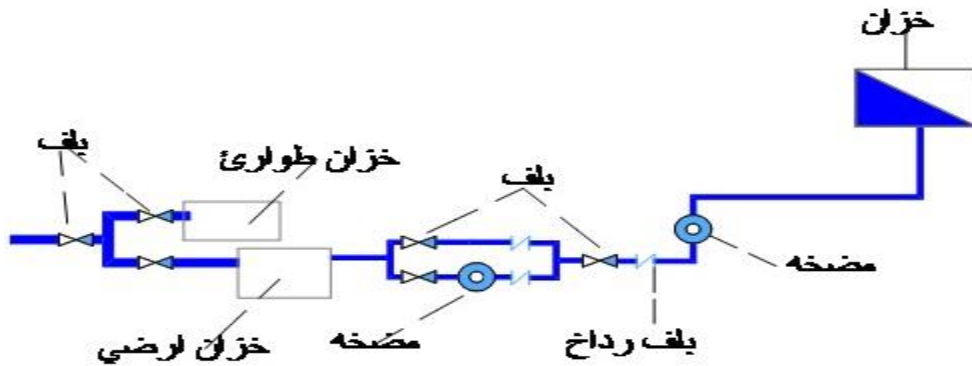 خزان
بلف
خزان طوارئ
بلف
مضخه
خزان ارضي
مضخه
بلف رداخ